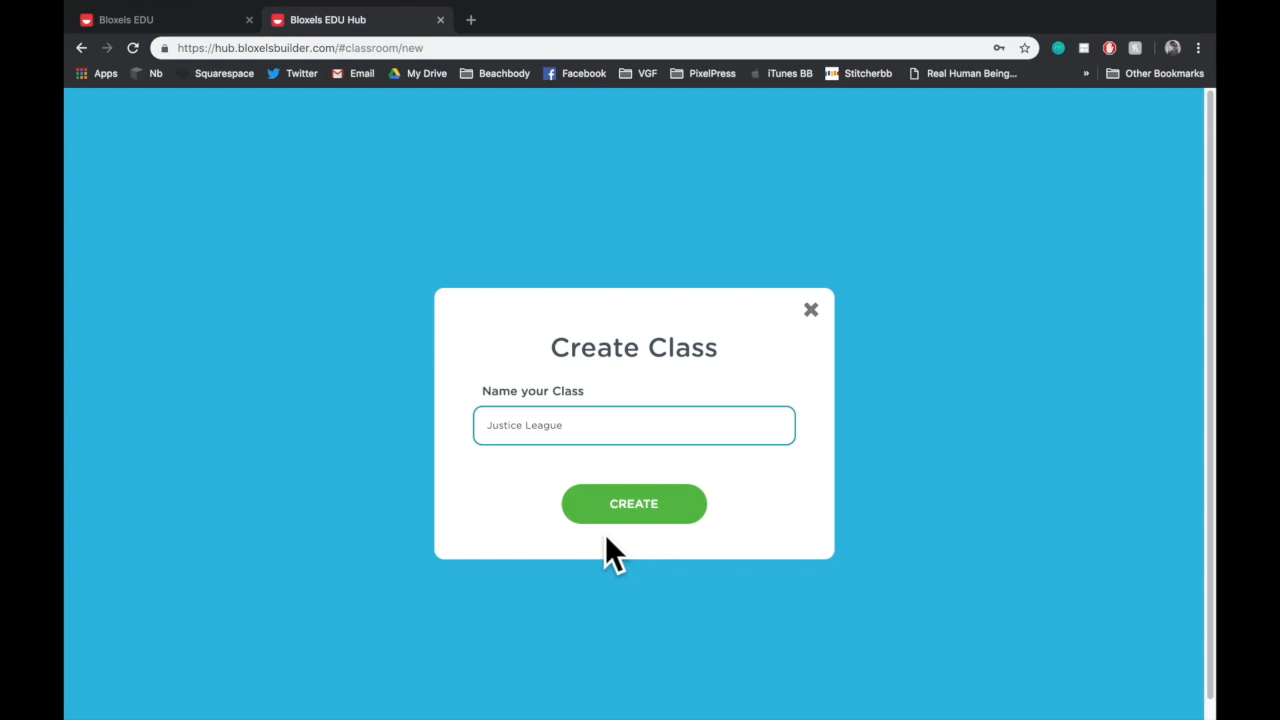 Bloxels EDU
Bloxels EDU Hub
https://hub.bloxelsbuilder.com/#classroom/new
Apps Nb Squarespace Twitter Email My Drive Beachbody Facebook VGF PixelPress iTunes BB Stitcherbb Real Human Being... » Other Bookmarks
Create Class
Name your Class
Justice League
CREATE